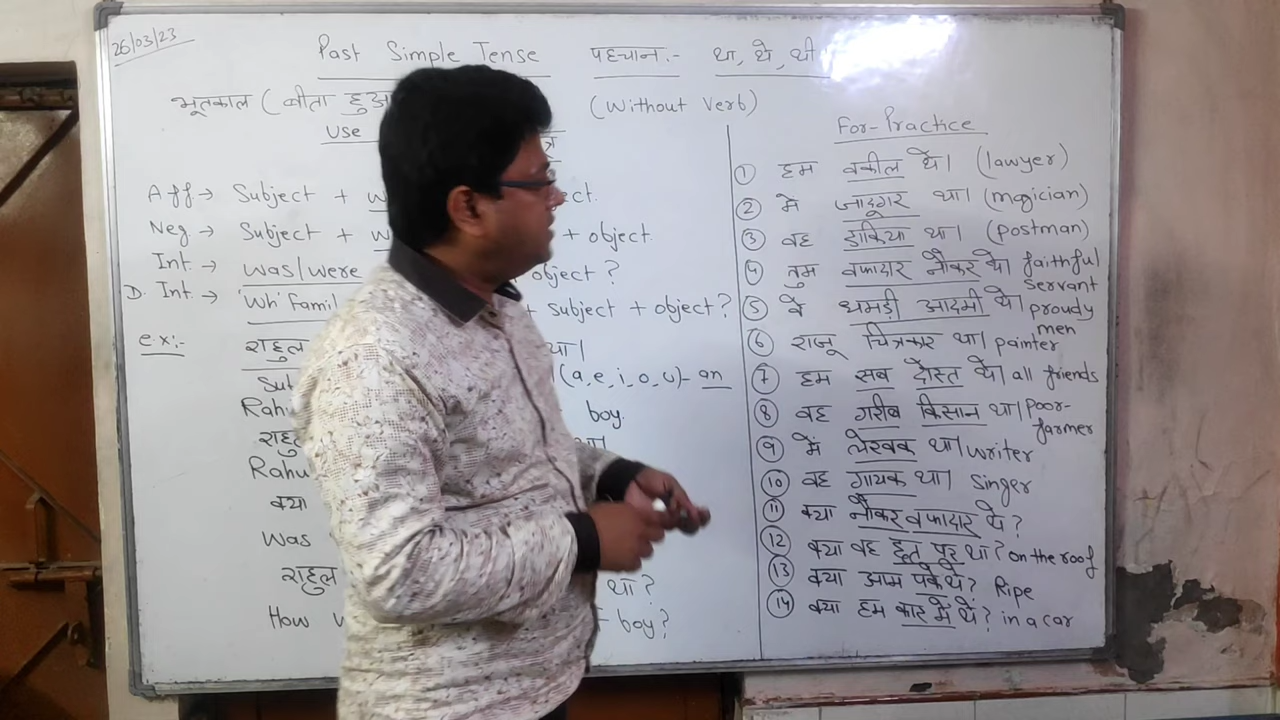 26/03/23
Past Simple Tense पहचान:- था, थे, थी
भूतकाल ( बीता हुआ (Without Verb)
Use
Aff → Subject +
Neg → Subject + + object.
Int. → was/were object ?
D. Int. → 'Wh' Famil + subject + object ?
ex:- राहुल था।
(a, e, i, o, u)- an
boy.
था।
क्या
Was
राहुल था ?
How boy?
For-Practice
① हम वकील थे। (lawyer)
② मे जादूगर था। (magician)
③ वह डाकिया था। (postman)
④ तुम वफादार नौकर थे। faithful servant
⑤ वे घमडी आदमी थे। proudy men
⑥ राजू चित्रकार था। painter
⑦ हम सब दोस्त थे। all friends
⑧ वह गरीब किसान था। poor-farmer
⑨ में लेखक था। writer
⑩ वह गायक था। Singer
⑪ क्या नौकर वफादार थे ?
⑫ क्या वह छत पर था ? on the roof
⑬ क्या आम पके थे ? Ripe
⑭ क्या हम कार मे थे ? in a car